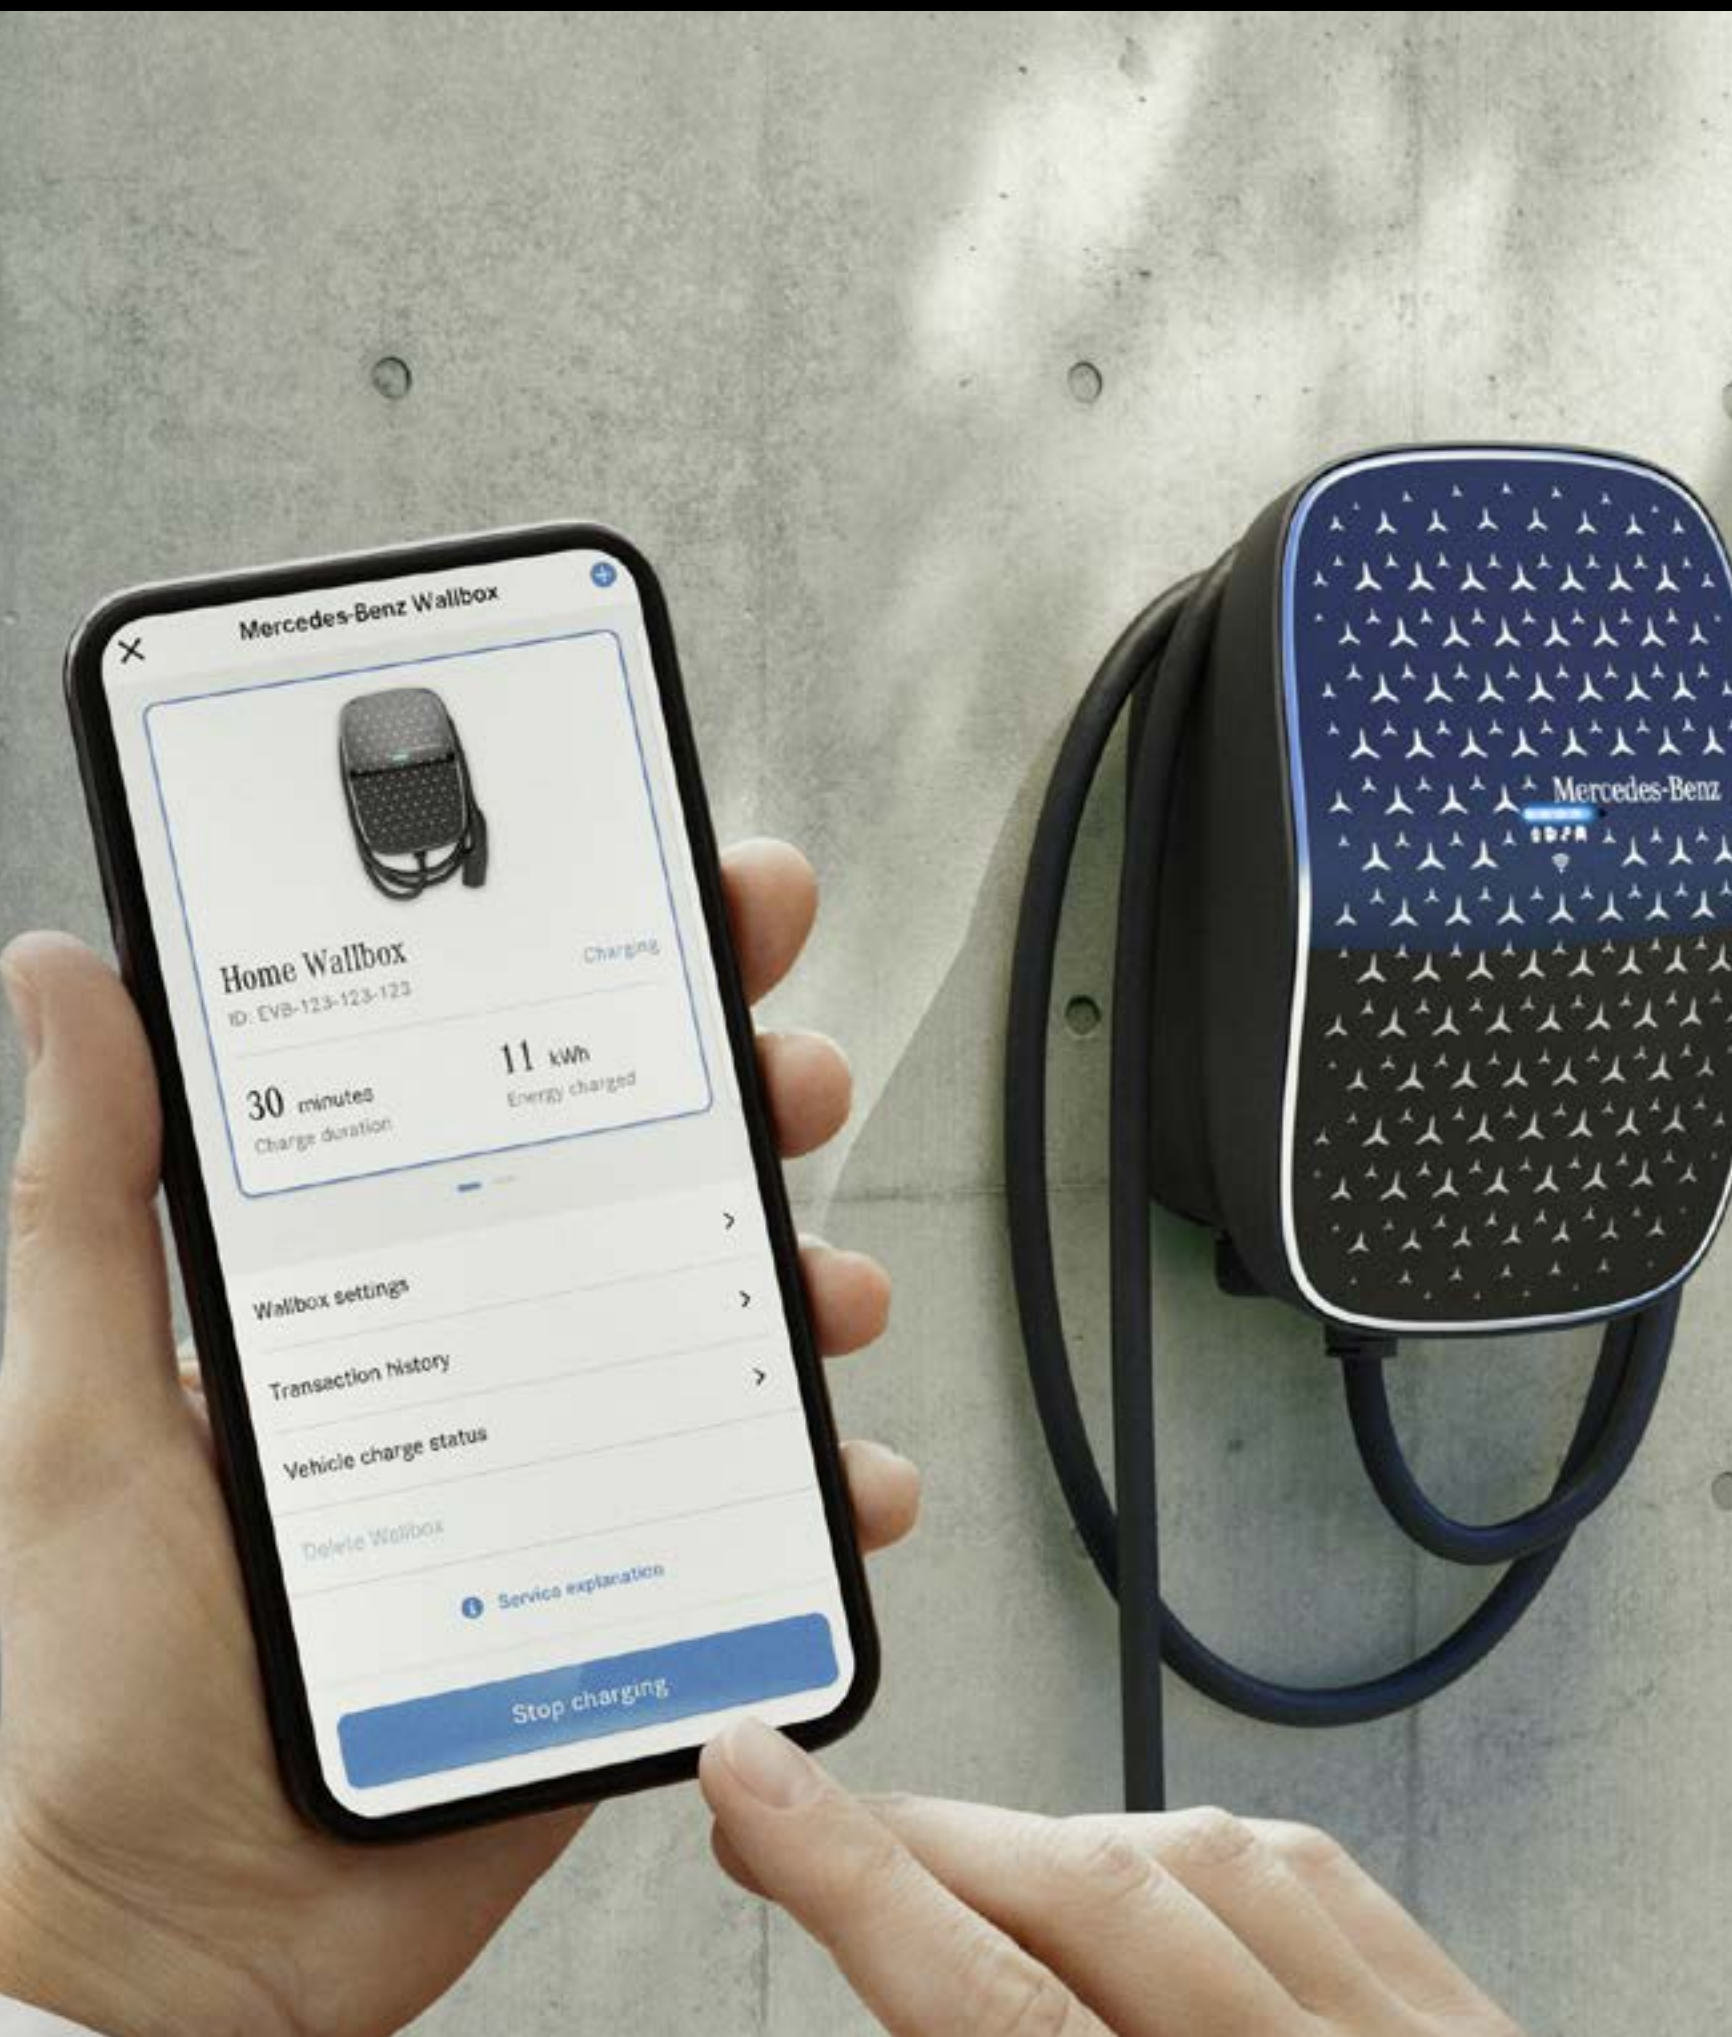 Mercedes-Benz Wallbox
Home Wallbox
Charging
ID: EVB-123-123-123
30 minutes
Charge duration
11 kWh
Energy charged
Wallbox settings
Transaction history
Vehicle charge status
Delete Wallbox
Service explanation
Stop charging
Mercedes-Benz